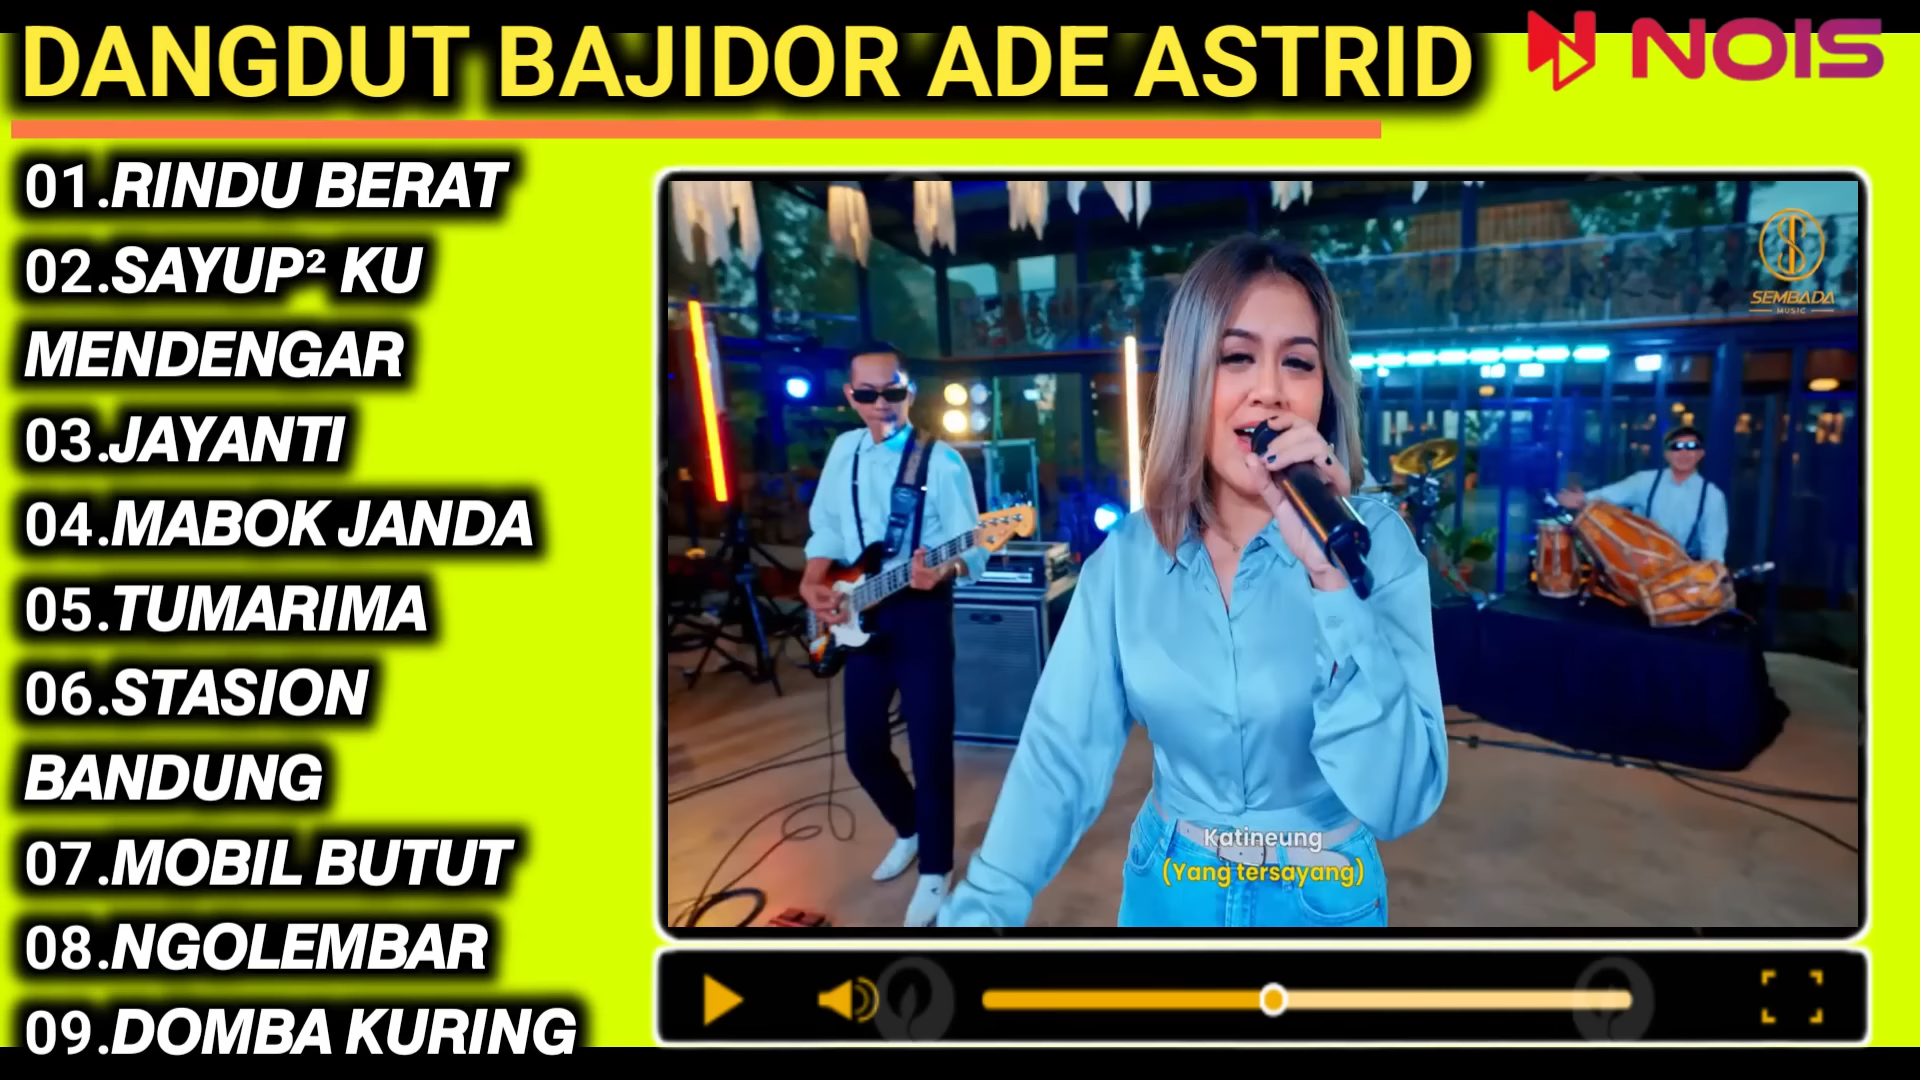 DANGDUT BAJIDOR ADE ASTRID
NOIS
01.RINDU BERAT
02.SAYUP² KU
MENDENGAR
03.JAYANTI
04.MABOK JANDA
05.TUMARIMA
06.STASION
BANDUNG
07.MOBIL BUTUT
08.NGOLEMBAR
09.DOMBA KURING
SEMBADA
MUSIC
Katineung
(Yang tersayang)